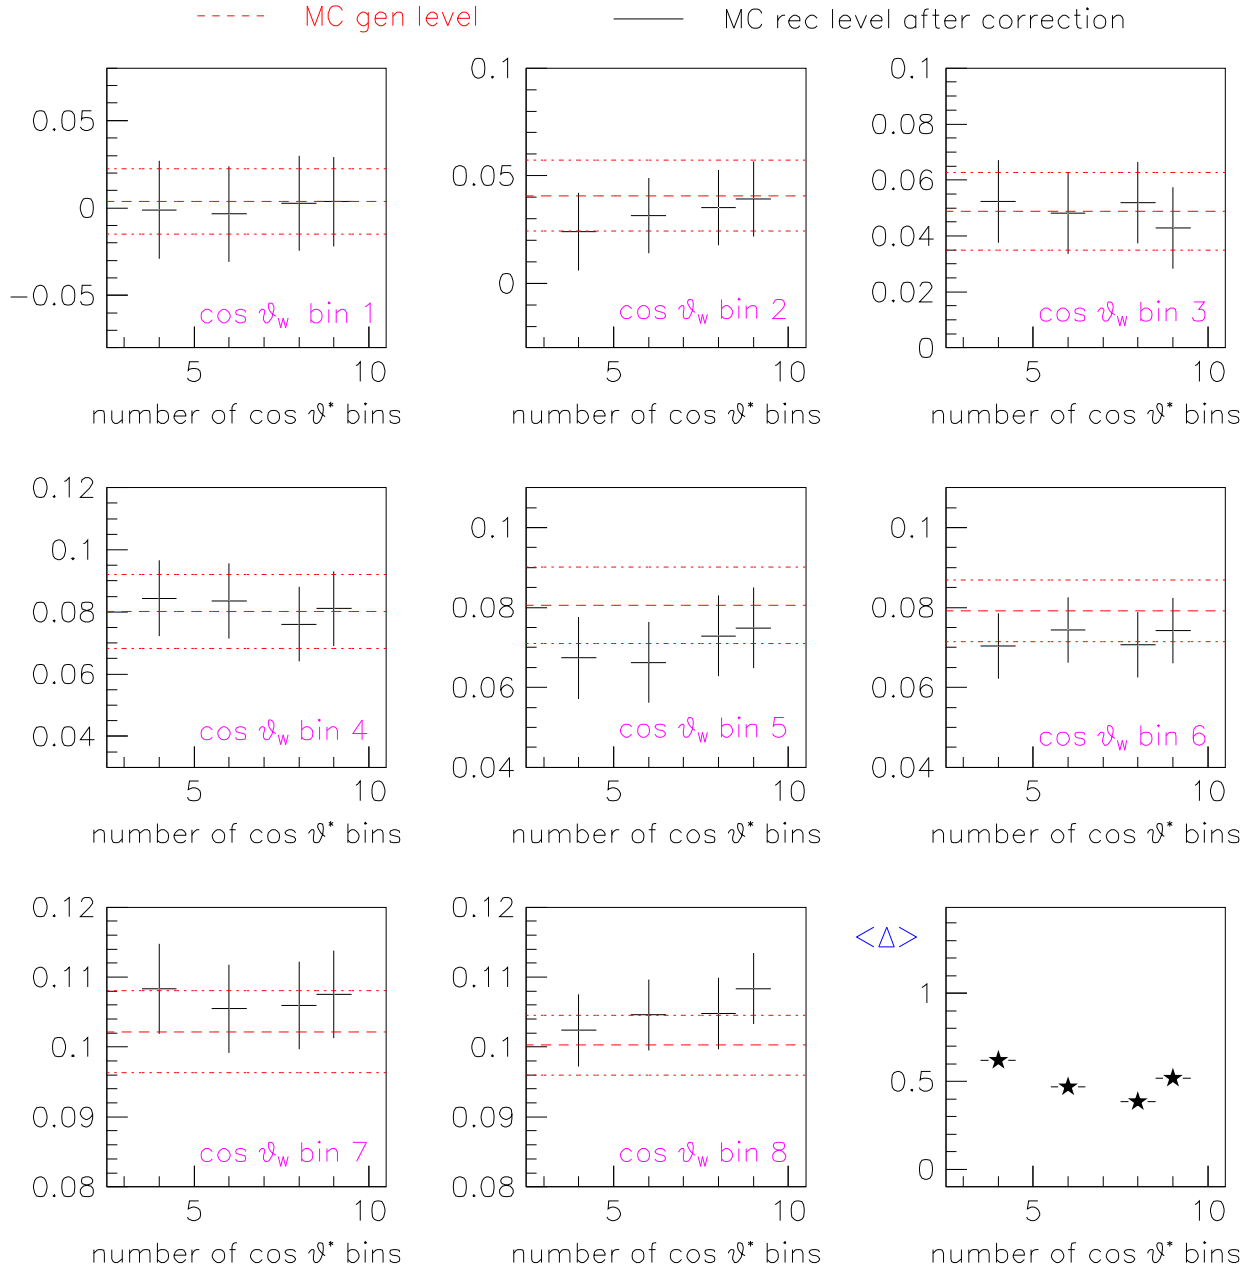 MC gen level MC rec level after correction
0.05
0
−0.05
cos ϑw bin 1
5 10
number of cos ϑ* bins
0.1
0.05
0
cos ϑw bin 2
5 10
number of cos ϑ* bins
0.1
0.08
0.06
0.04
0.02
0
cos ϑw bin 3
5 10
number of cos ϑ* bins
0.12
0.1
0.08
0.06
0.04
cos ϑw bin 4
5 10
number of cos ϑ* bins
0.1
0.08
0.06
0.04
cos ϑw bin 5
5 10
number of cos ϑ* bins
0.1
0.08
0.06
0.04
cos ϑw bin 6
5 10
number of cos ϑ* bins
0.12
0.11
0.1
0.09
0.08
cos ϑw bin 7
5 10
number of cos ϑ* bins
0.12
0.11
0.1
0.09
0.08
cos ϑw bin 8
5 10
number of cos ϑ* bins
<Δ>
1
0.5
0
5 10
number of cos ϑ* bins